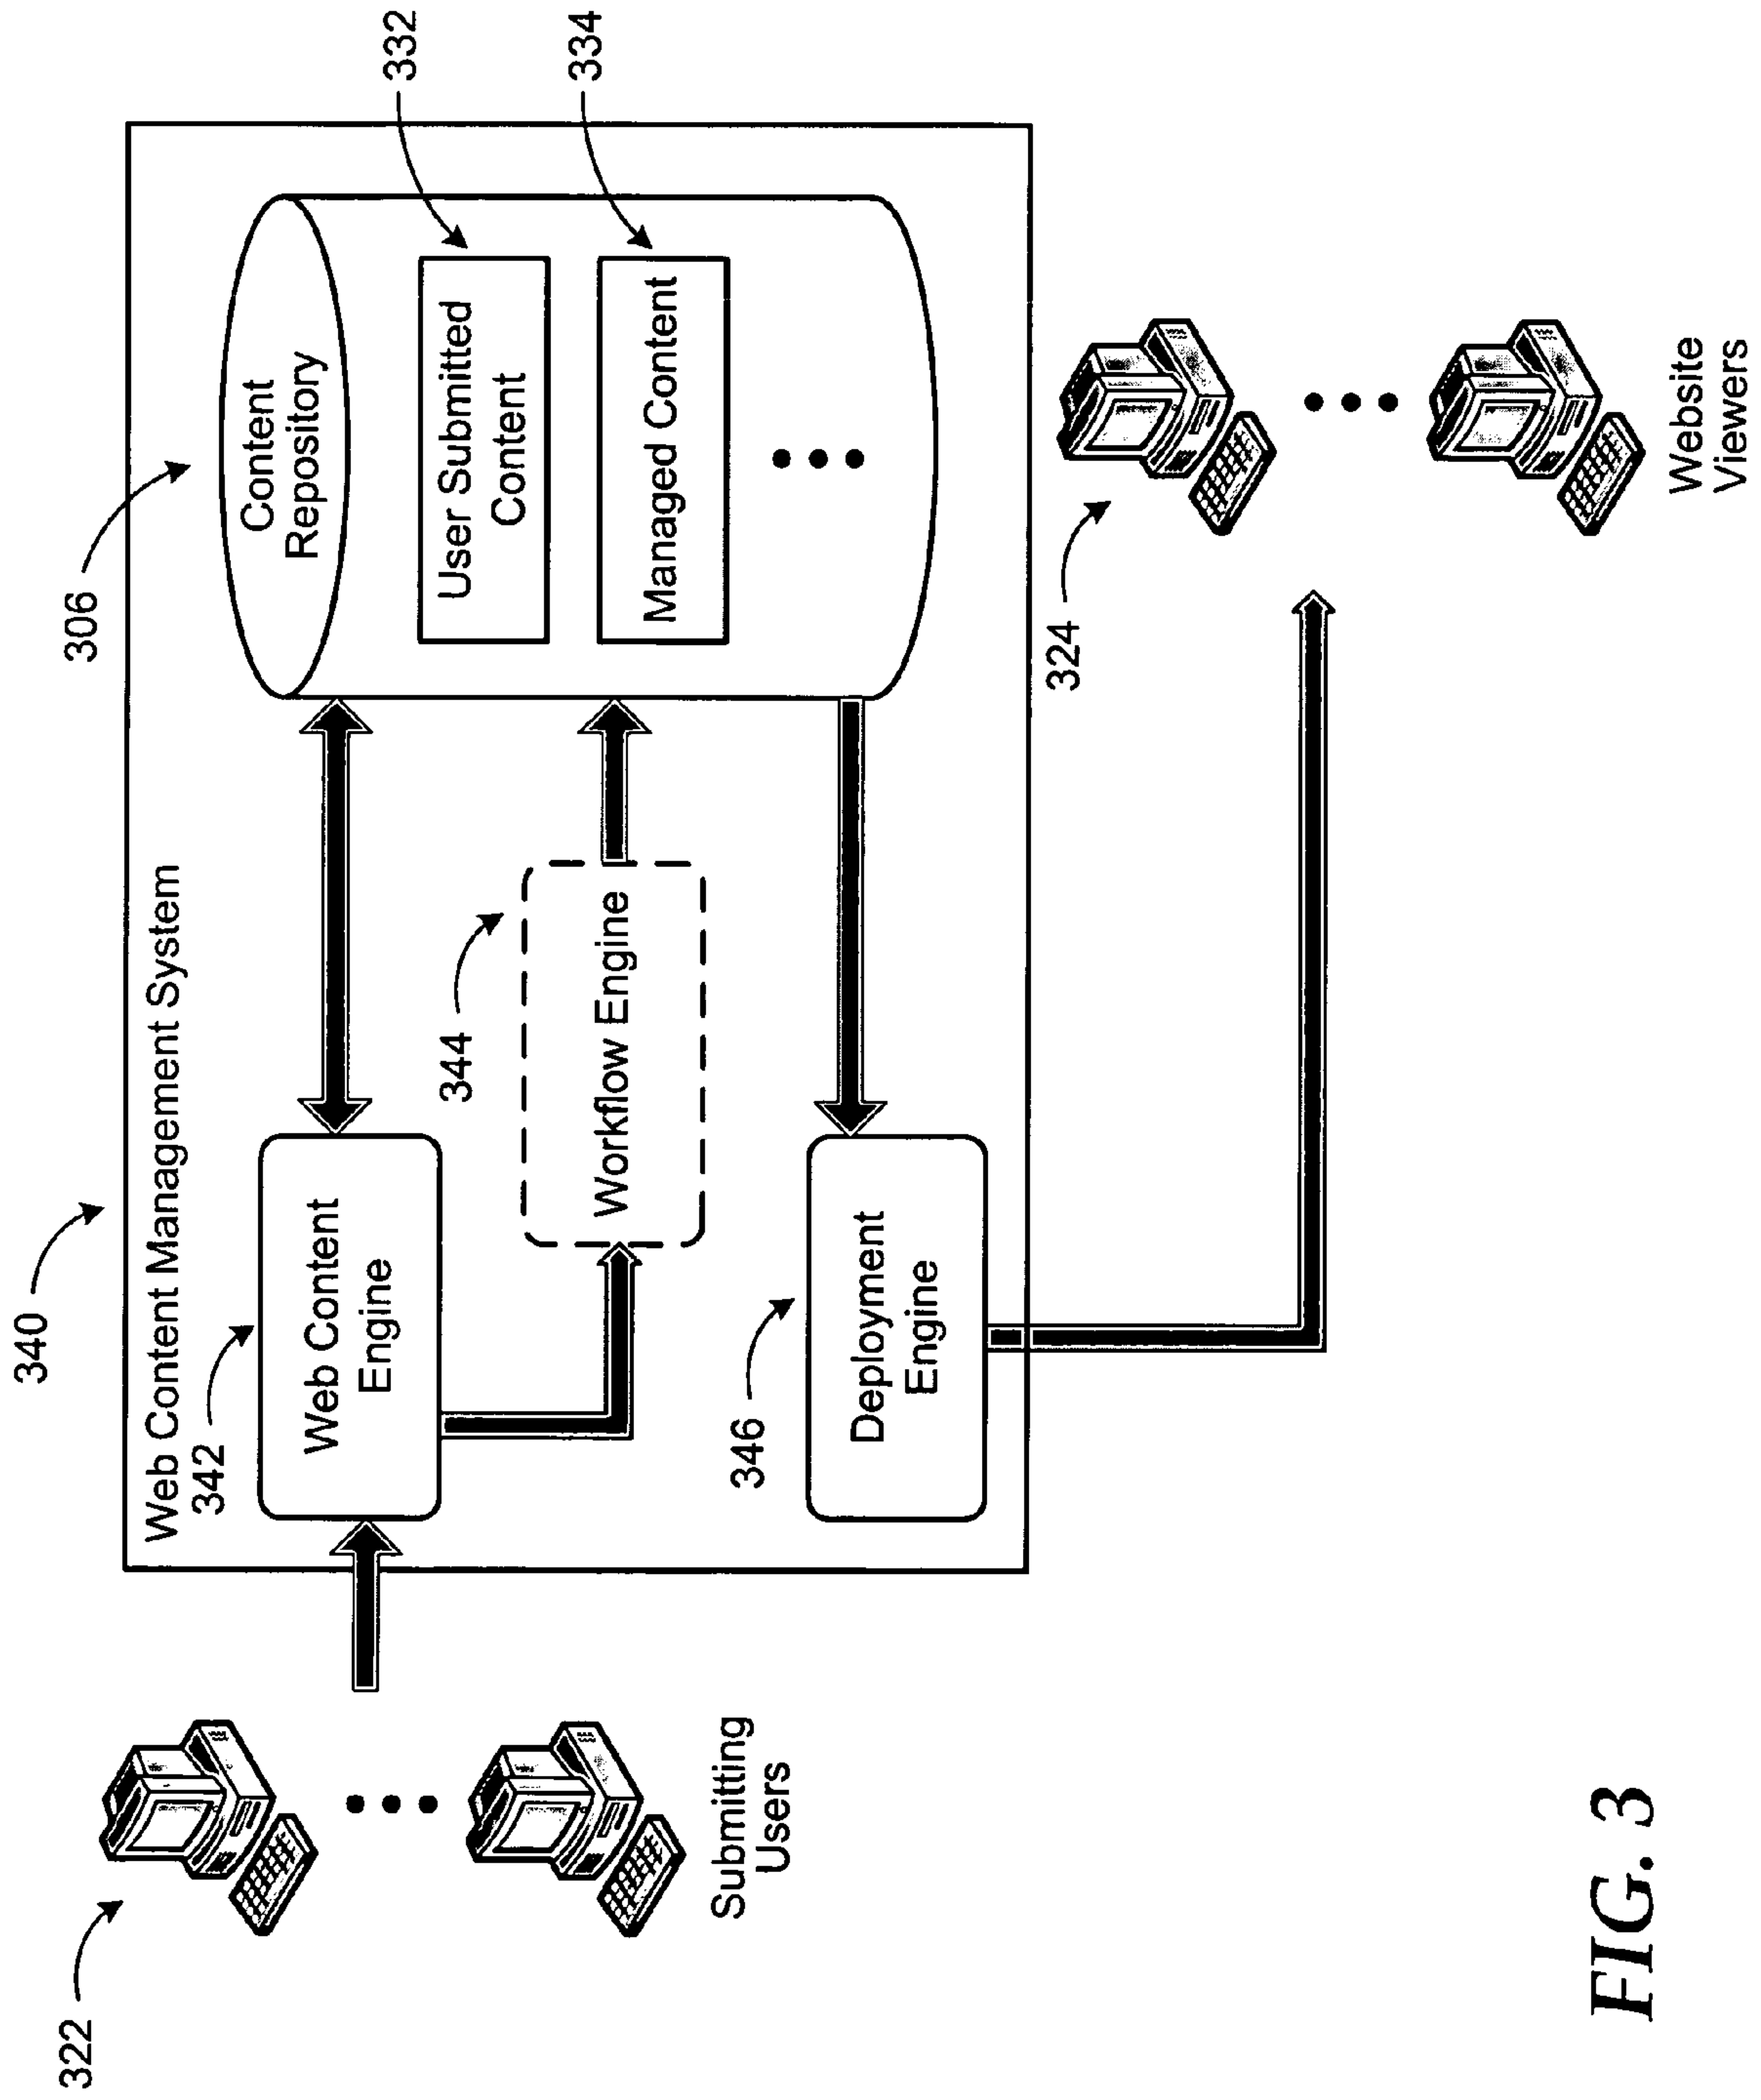 340
Web Content Management System
306
332
334
342
Web Content
Engine
Content
Repository
User Submitted
Content
Managed Content
344
Workflow Engine
346
Deployment
Engine
322
Submitting
Users
324
Website
Viewers
FIG. 3